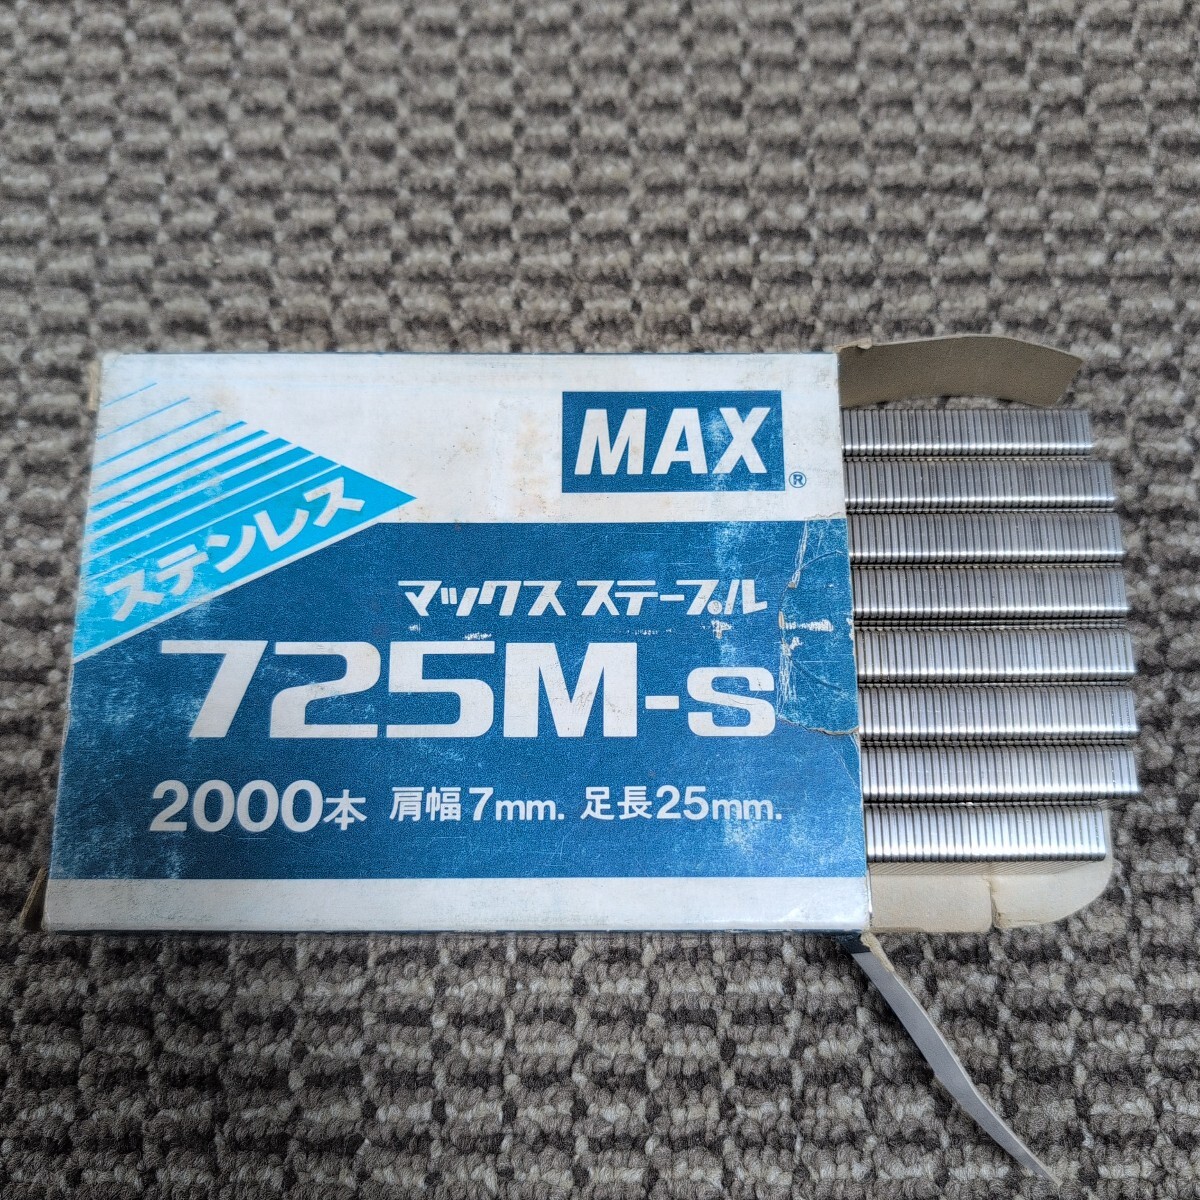 MAX®
ステンレス
マックス ステープル
725M-s
2000本 肩幅7mm. 足長25mm.